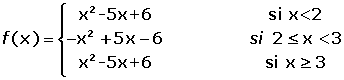 x²-5x+6 si x<2
f(x)= -x² +5x-6 si 2≤x<3
x²-5x+6 si x≥3